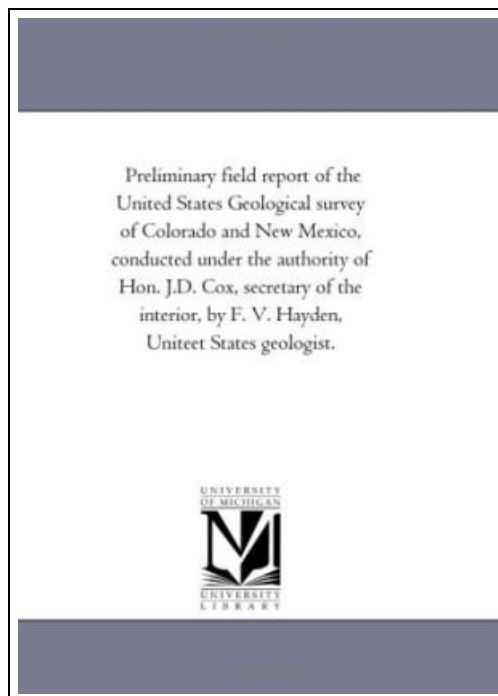 Preliminary field report of the
United States Geological survey
of Colorado and New Mexico,
conducted under the authority of
Hon. J.D. Cox, secretary of the
interior, by F. V. Hayden,
Uniteet States geologist.
UNIVERSITY
OF MICHIGAN
UNIVERSITY
LIBRARY